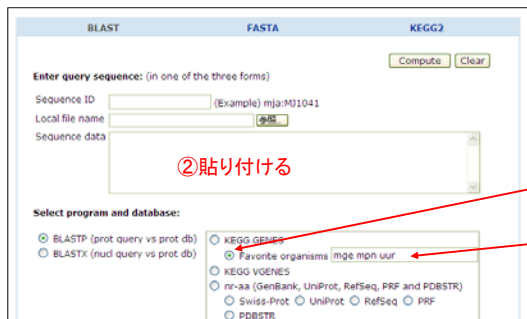 BLAST FASTA KEGG2
Compute Clear
Enter query sequence: (in one of the three forms)
Sequence ID (Example) mja:MJ1041
Local file name 参照...
Sequence data
②貼り付ける
Select program and database:
BLASTP (prot query vs prot db) KEGG GENES
Favorite organisms mge mpn uur
BLASTX (nucl query vs prot db)
KEGG VGENES
nr-aa (GenBank, UniProt, RefSeq, PRF and PDBSTR)
Swiss-Prot UniProt RefSeq PRF
PDBSTR